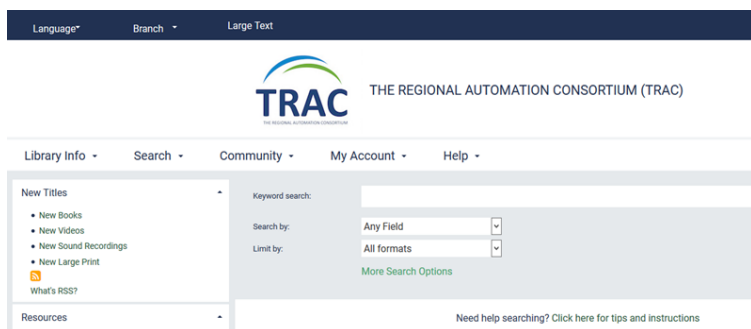 Language Branch Large Text
TRAC
THE REGIONAL AUTOMATION CONSORTIUM
THE REGIONAL AUTOMATION CONSORTIUM (TRAC)
Library Info Search Community My Account Help
New Titles
New Books
New Videos
New Sound Recordings
New Large Print
What's RSS?
Resources
Keyword search:
Search by: Any Field
Limit by: All formats
More Search Options
Need help searching? Click here for tips and instructions